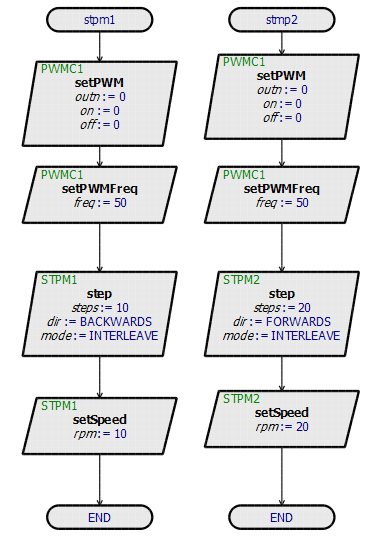 stpm1
PWMC1
setPWM
outn := 0
on := 0
off := 0
PWMC1
setPWMFreq
freq := 50
STPM1
step
steps := 10
dir := BACKWARDS
mode := INTERLEAVE
STPM1
setSpeed
rpm := 10
END
stmp2
PWMC1
setPWM
outn := 0
on := 0
off := 0
PWMC1
setPWMFreq
freq := 50
STPM2
step
steps := 20
dir := FORWARDS
mode := INTERLEAVE
STPM2
setSpeed
rpm := 20
END